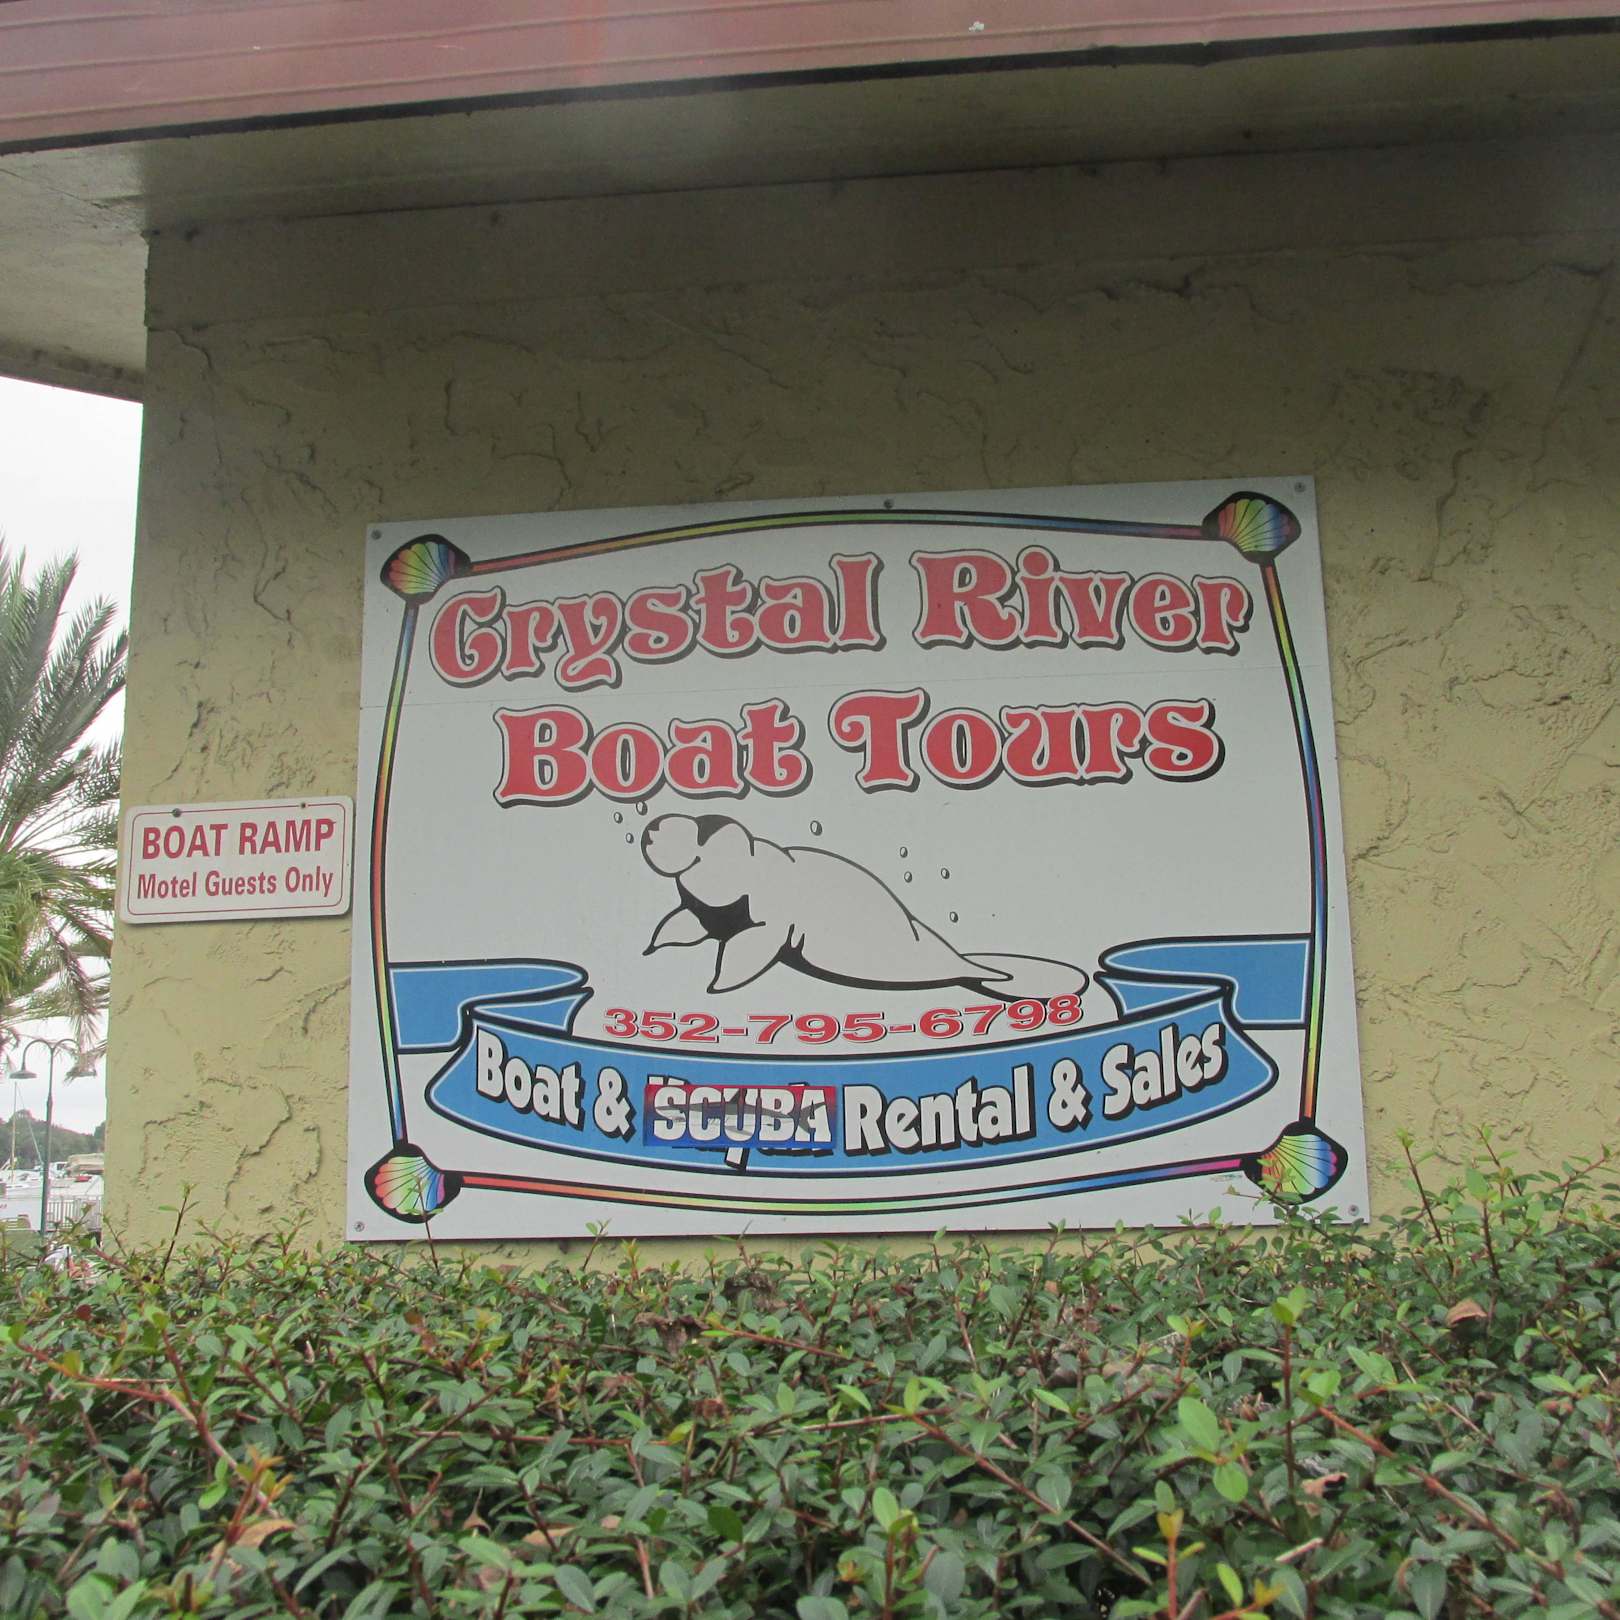 Crystal River
Boat Tours
BOAT RAMP
Motel Guests Only
352-795-6798
Boat & SCUBA Rental & Sales